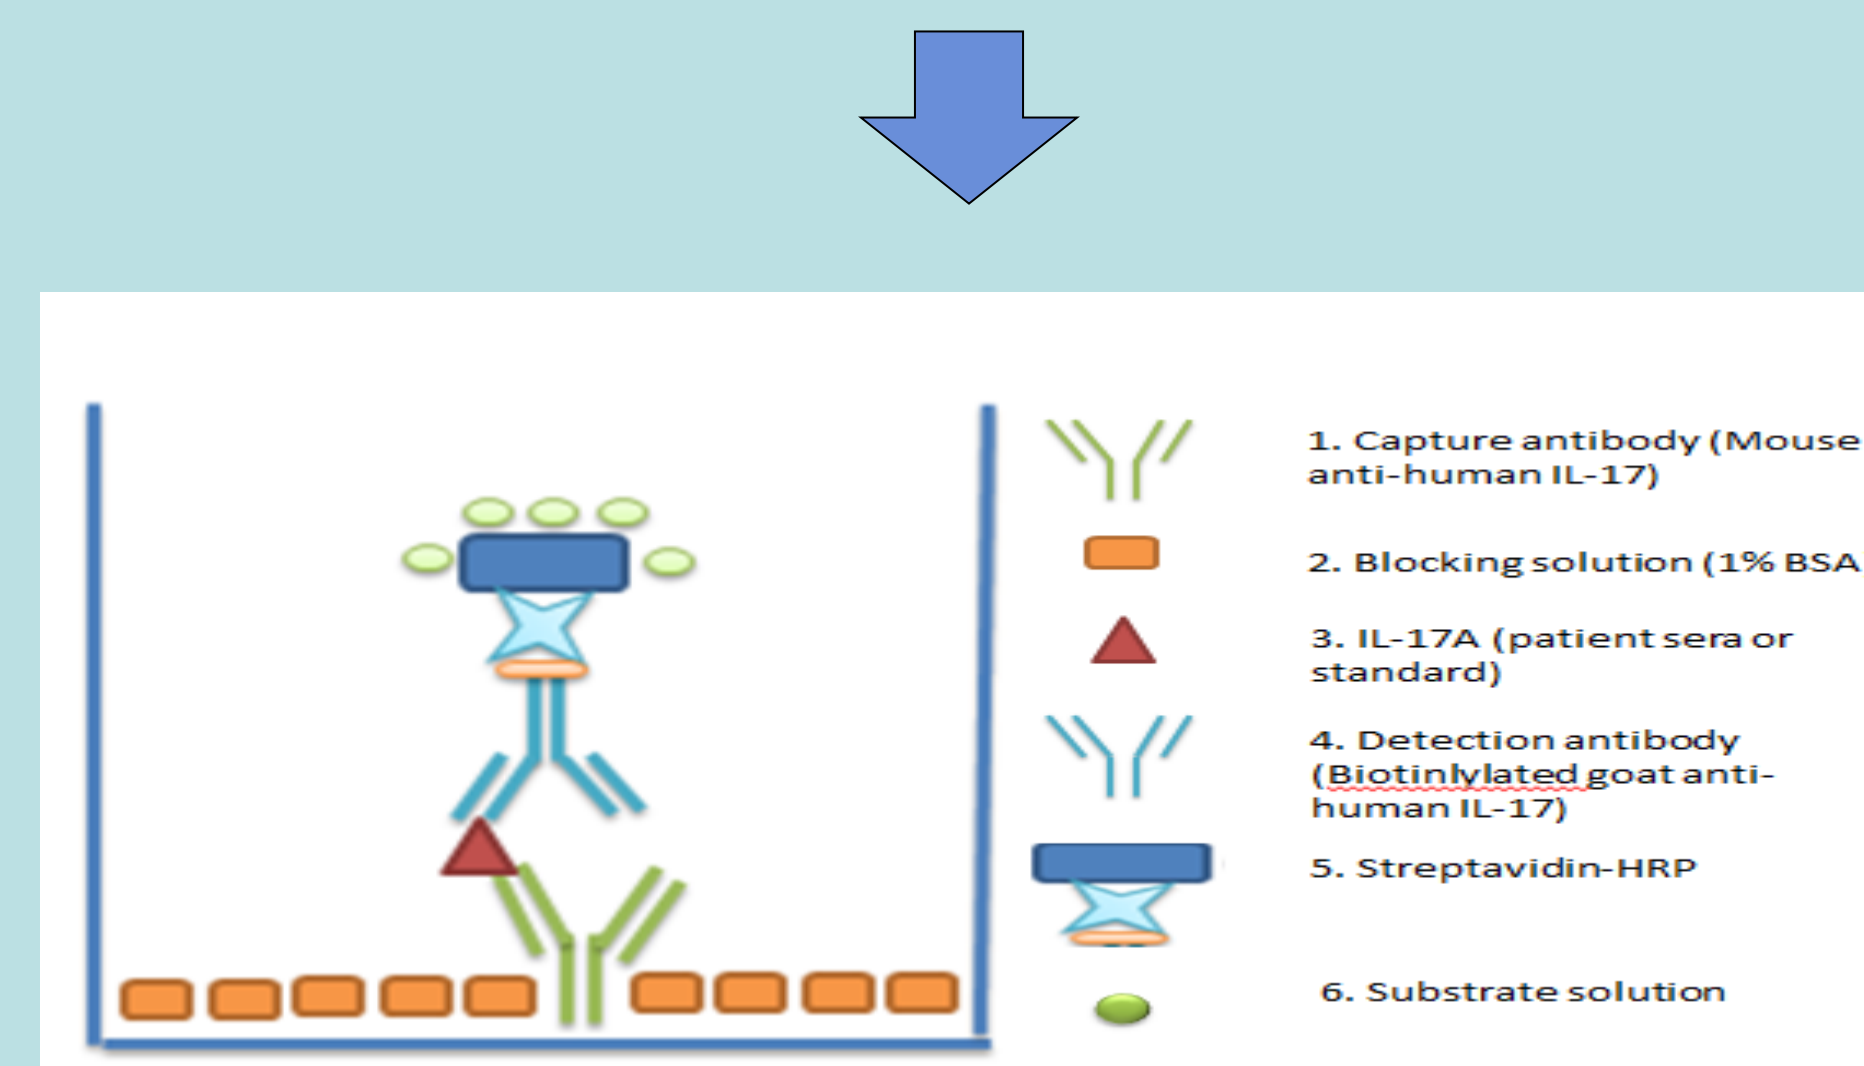 1. Capture antibody (Mouse
anti-human IL-17)
2. Blocking solution (1% BSA
3. IL-17A (patient sera or
standard)
4. Detection antibody
(Biotinlylated goat anti-
human IL-17)
5. Streptavidin-HRP
6. Substrate solution